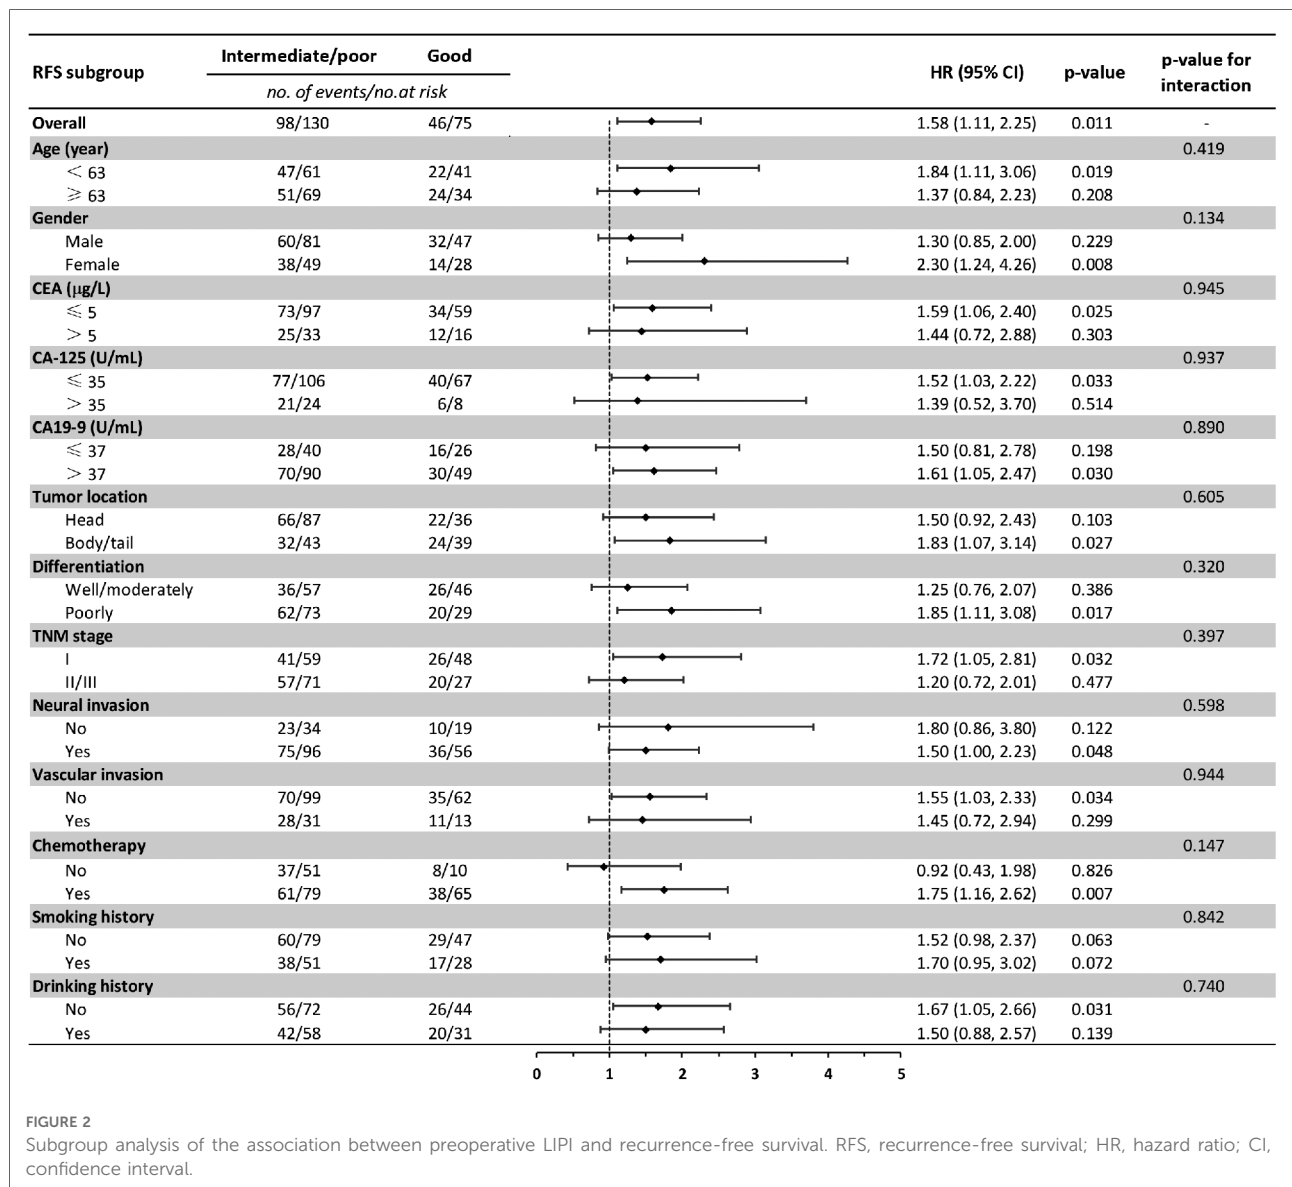 RFS subgroup Intermediate/poor Good HR (95% CI) p-value p-value for interaction
no. of events/no.at risk
Overall 98/130 46/75 1.58 (1.11, 2.25) 0.011 -
Age (year) 0.419
< 63 47/61 22/41 1.84 (1.11, 3.06) 0.019
⩾ 63 51/69 24/34 1.37 (0.84, 2.23) 0.208
Gender 0.134
Male 60/81 32/47 1.30 (0.85, 2.00) 0.229
Female 38/49 14/28 2.30 (1.24, 4.26) 0.008
CEA (μg/L) 0.945
⩽ 5 73/97 34/59 1.59 (1.06, 2.40) 0.025
> 5 25/33 12/16 1.44 (0.72, 2.88) 0.303
CA-125 (U/mL) 0.937
⩽ 35 77/106 40/67 1.52 (1.03, 2.22) 0.033
> 35 21/24 6/8 1.39 (0.52, 3.70) 0.514
CA19-9 (U/mL) 0.890
⩽ 37 28/40 16/26 1.50 (0.81, 2.78) 0.198
> 37 70/90 30/49 1.61 (1.05, 2.47) 0.030
Tumor location 0.605
Head 66/87 22/36 1.50 (0.92, 2.43) 0.103
Body/tail 32/43 24/39 1.83 (1.07, 3.14) 0.027
Differentiation 0.320
Well/moderately 36/57 26/46 1.25 (0.76, 2.07) 0.386
Poorly 62/73 20/29 1.85 (1.11, 3.08) 0.017
TNM stage 0.397
I 41/59 26/48 1.72 (1.05, 2.81) 0.032
II/III 57/71 20/27 1.20 (0.72, 2.01) 0.477
Neural invasion 0.598
No 23/34 10/19 1.80 (0.86, 3.80) 0.122
Yes 75/96 36/56 1.50 (1.00, 2.23) 0.048
Vascular invasion 0.944
No 70/99 35/62 1.55 (1.03, 2.33) 0.034
Yes 28/31 11/13 1.45 (0.72, 2.94) 0.299
Chemotherapy 0.147
No 37/51 8/10 0.92 (0.43, 1.98) 0.826
Yes 61/79 38/65 1.75 (1.16, 2.62) 0.007
Smoking history 0.842
No 60/79 29/47 1.52 (0.98, 2.37) 0.063
Yes 38/51 17/28 1.70 (0.95, 3.02) 0.072
Drinking history 0.740
No 56/72 26/44 1.67 (1.05, 2.66) 0.031
Yes 42/58 20/31 1.50 (0.88, 2.57) 0.139
0 1 2 3 4 5
FIGURE 2
Subgroup analysis of the association between preoperative LIPI and recurrence-free survival. RFS, recurrence-free survival; HR, hazard ratio; CI,
confidence interval.